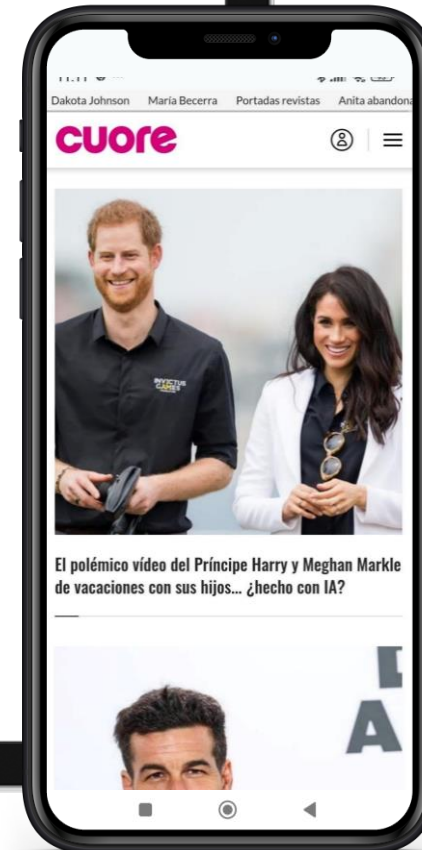 Dakota Johnson María Becerra Portadas revistas Anita abandona
cuore
INVICTUS
GAMES
El polémico vídeo del Príncipe Harry y Meghan Markle
de vacaciones con sus hijos... ¿hecho con IA?
D
A